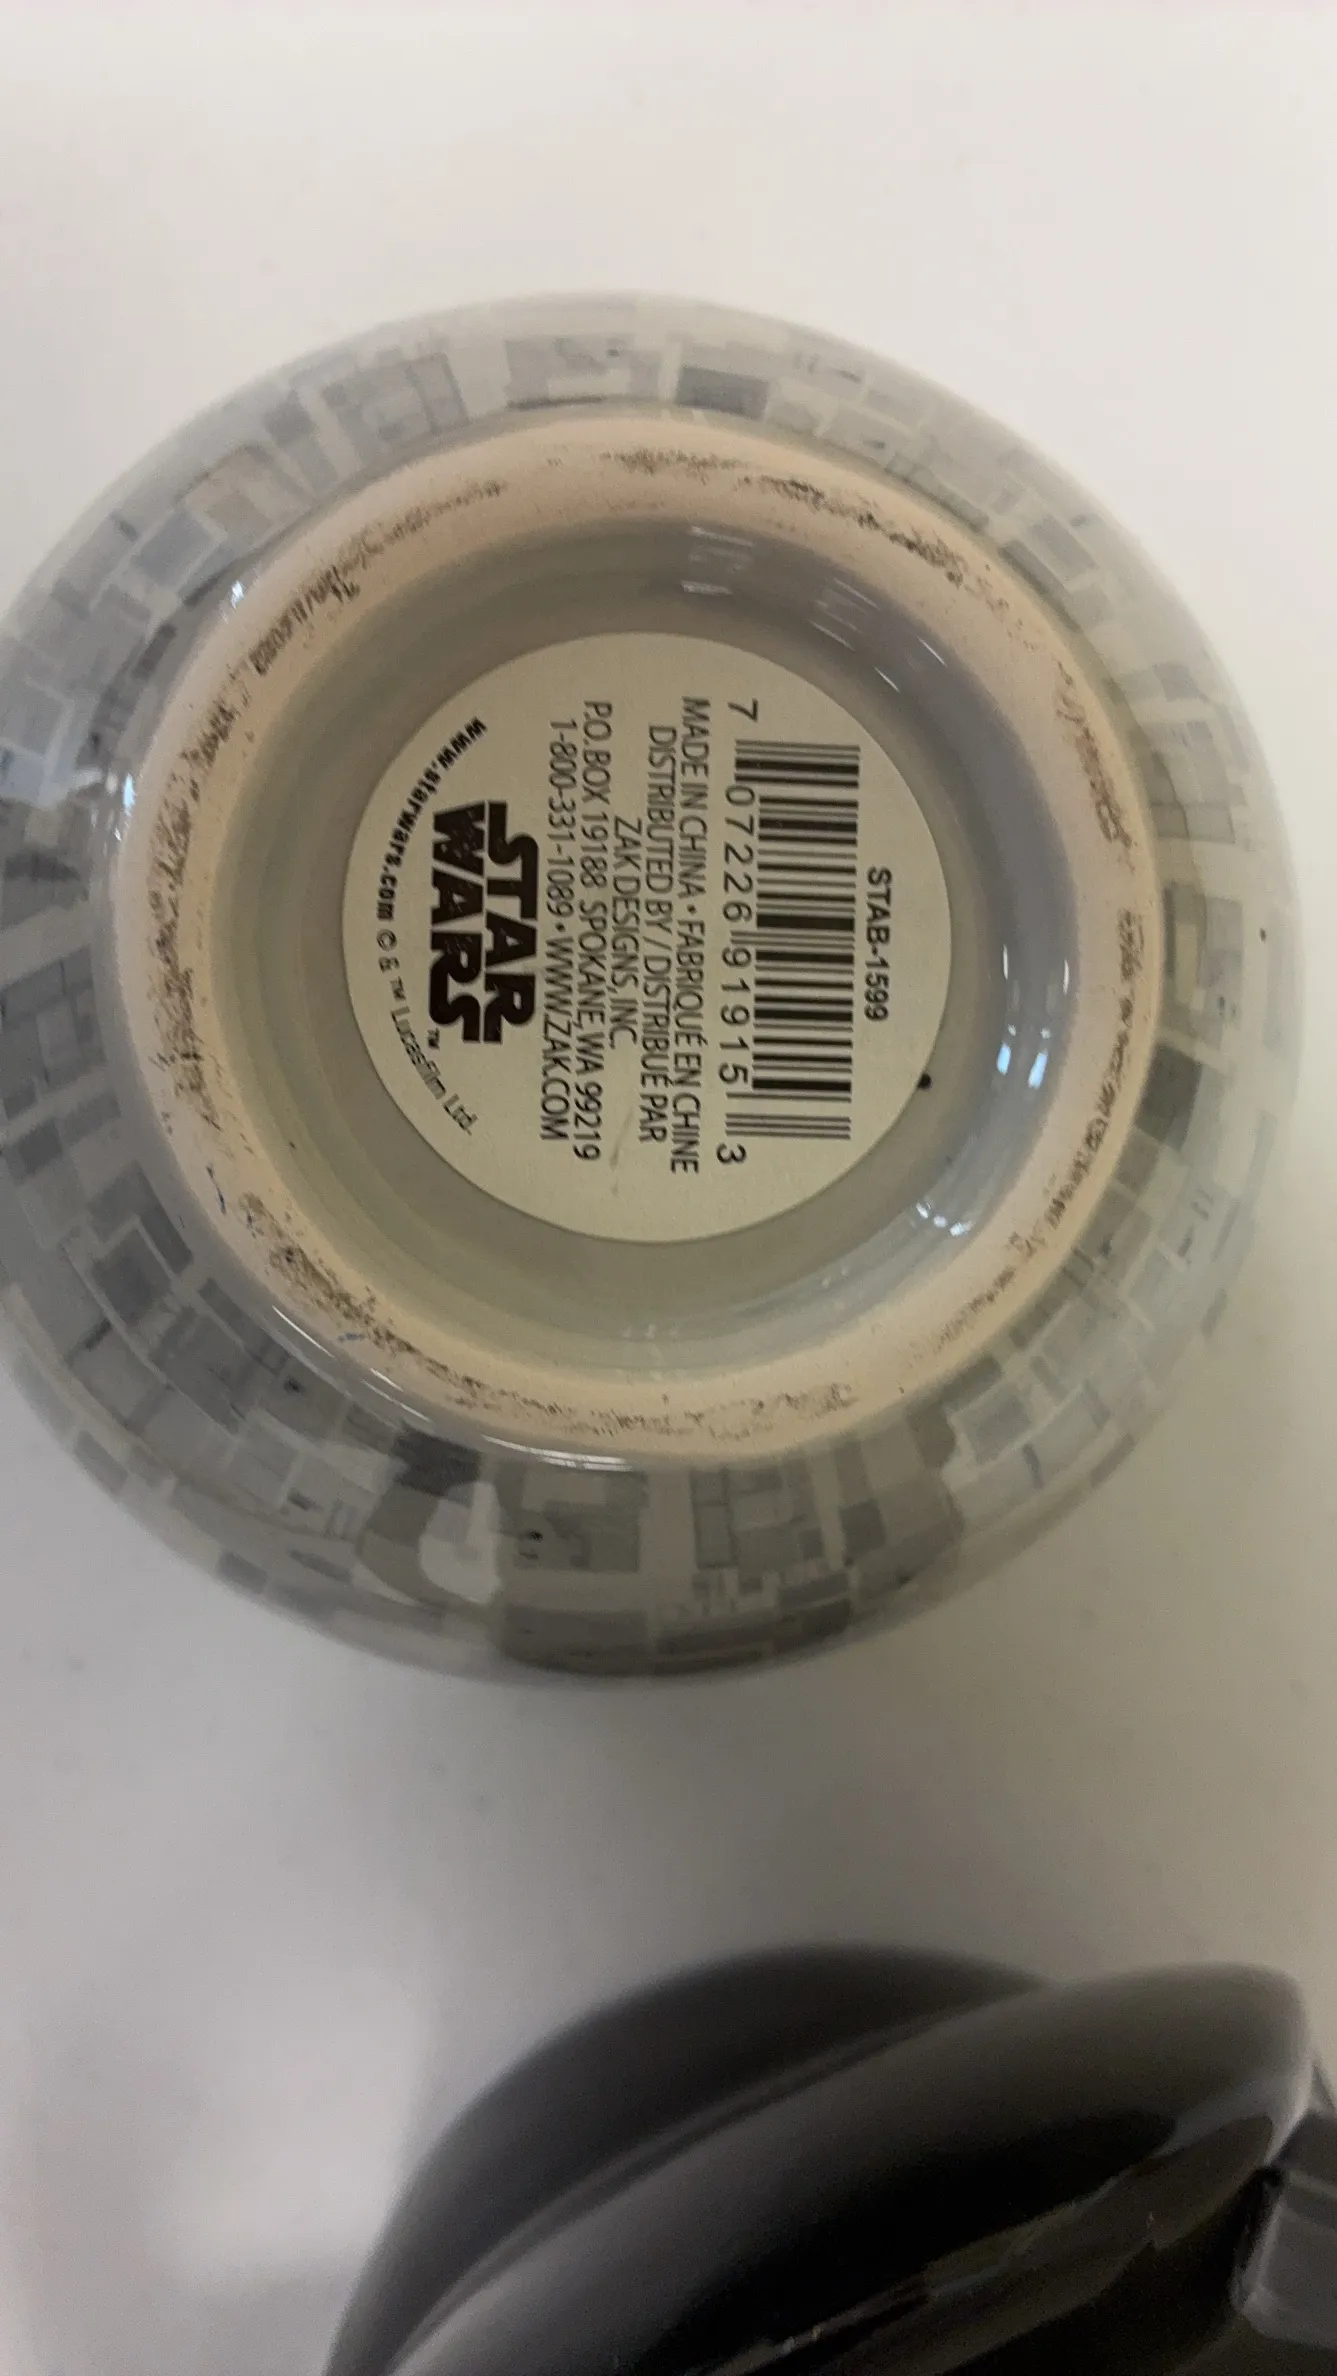 STAB-1599
7 07226 91915 3
MADE IN CHINA • FABRIQUÉ EN CHINE
DISTRIBUTED BY / DISTRIBUÉ PAR
ZAK DESIGNS, INC.
P.O. BOX 19188 SPOKANE, WA 99219
1-800-331-1089 • WWW.ZAK.COM
STAR
WARS™
www.starwars.com © & ™ Lucasfilm Ltd.